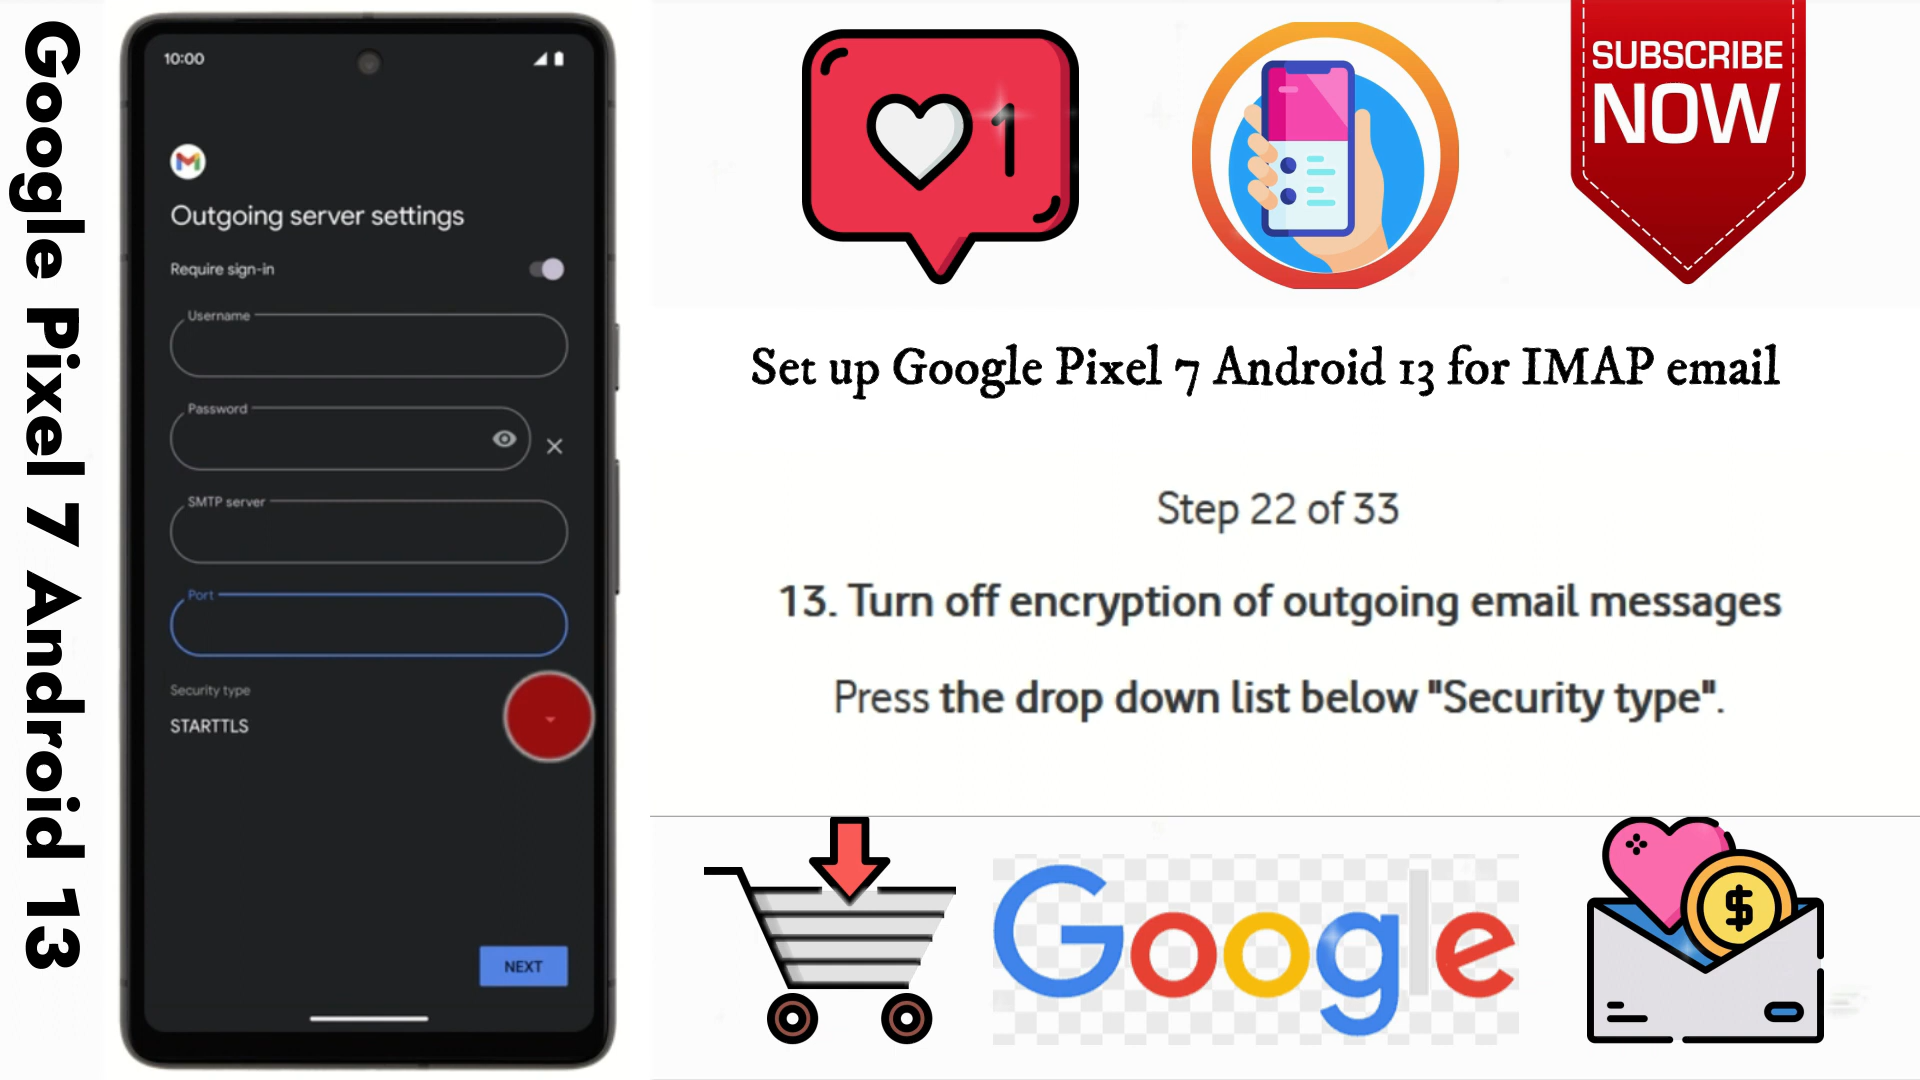 Google Pixel 7 Android 13
10:00
Outgoing server settings
Require sign-in
Username
Password
SMTP server
Port
Security type
STARTTLS
NEXT
1
SUBSCRIBE
NOW
Set up Google Pixel 7 Android 13 for IMAP email
Step 22 of 33
13. Turn off encryption of outgoing email messages
Press the drop down list below "Security type".
Google
$